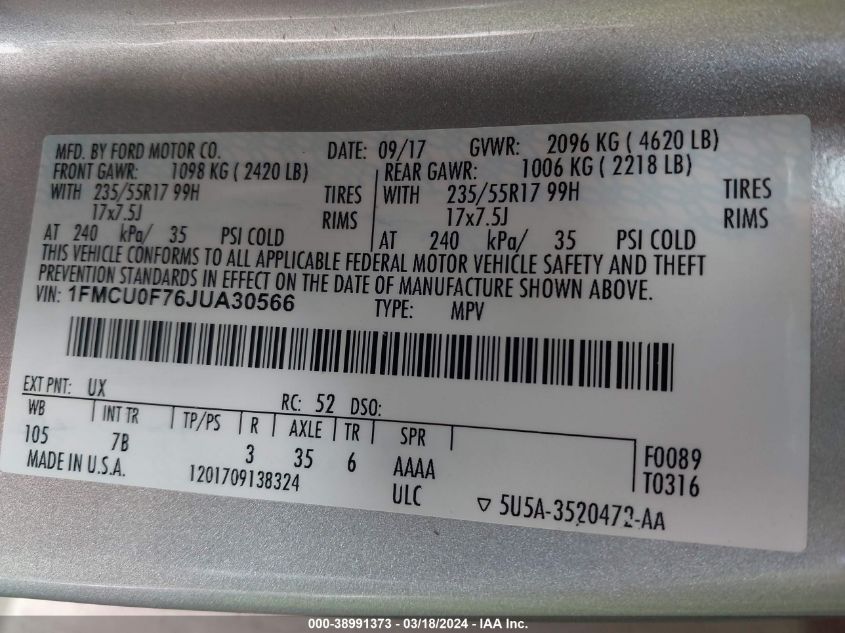 MFD. BY FORD MOTOR CO. DATE: 09/17 GVWR: 2096 KG ( 4620 LB)
FRONT GAWR: 1098 KG ( 2420 LB) REAR GAWR: 1006 KG ( 2218 LB)
WITH 235/55R17 99H TIRES WITH 235/55R17 99H TIRES
17x7.5J RIMS 17x7.5J RIMS
AT 240 kPa/ 35 PSI COLD AT 240 kPa/ 35 PSI COLD
THIS VEHICLE CONFORMS TO ALL APPLICABLE FEDERAL MOTOR VEHICLE SAFETY AND THEFT
PREVENTION STANDARDS IN EFFECT ON THE DATE OF MANUFACTURE SHOWN ABOVE.
VIN: 1FMCU0F76JUA30566 TYPE: MPV
EXT PNT: UX RC: 52 DSO:
WB INT TR TP/PS R AXLE TR SPR
105 7B 3 35 6 AAAA F0089
MADE IN U.S.A. 1201709138324 ULC T0316
5U5A-3520472-AA
000-38991373 — 03/18/2024 — IAA Inc.